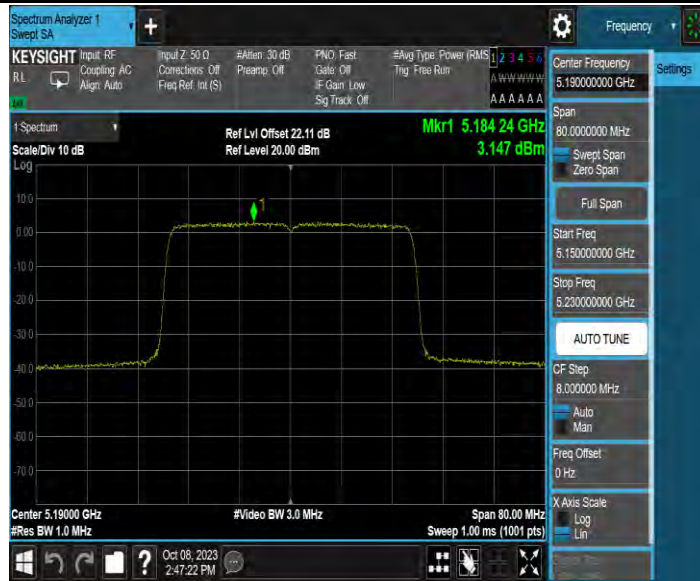 Spectrum Analyzer 1
Swept SA
+
Frequency
KEYSIGHT
RL
Input: RF
Coupling: AC
Align: Auto
Input Z: 50 Ω
Corrections: Off
Freq Ref: Int (S)
#Atten: 30 dB
Preamp: Off
PNO: Fast
Gate: Off
IF Gain: Low
Sig Track: Off
#Avg Type: Power (RMS
Trig: Free Run
1 2 3 4 5 6
A W W W W W
A A A A A A
Center Frequency
5.190000000 GHz
Settings
Span
80.0000000 MHz
Swept Span
Zero Span
Full Span
Start Freq
5.150000000 GHz
Stop Freq
5.230000000 GHz
AUTO TUNE
CF Step
8.000000 MHz
Auto
Man
Freq Offset
0 Hz
X Axis Scale
Log
Lin
1 Spectrum
Scale/Div 10 dB
Ref Lvl Offset 22.11 dB
Ref Level 20.00 dBm
Mkr1 5.184 24 GHz
3.147 dBm
Log
1
10.0
0.00
-10.0
-20.0
-30.0
-40.0
-50.0
-60.0
-70.0
Center 5.19000 GHz
#Video BW 3.0 MHz
Span 80.00 MHz
#Res BW 1.0 MHz
Sweep 1.00 ms (1001 pts)
?
Oct 08, 2023
2:47:22 PM